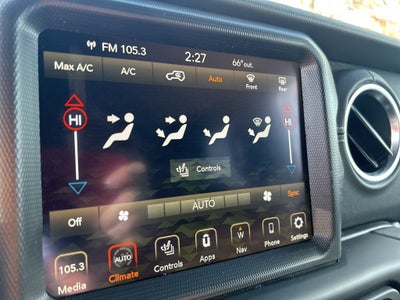 FM 105.3
2:27
66° out.
Max A/C
A/C
Auto
Front
Rear
HI
HI
Controls
Off
AUTO
Sync
105.3
Media
AUTO
Climate
Controls
Apps
W
Nav
Phone
Settings